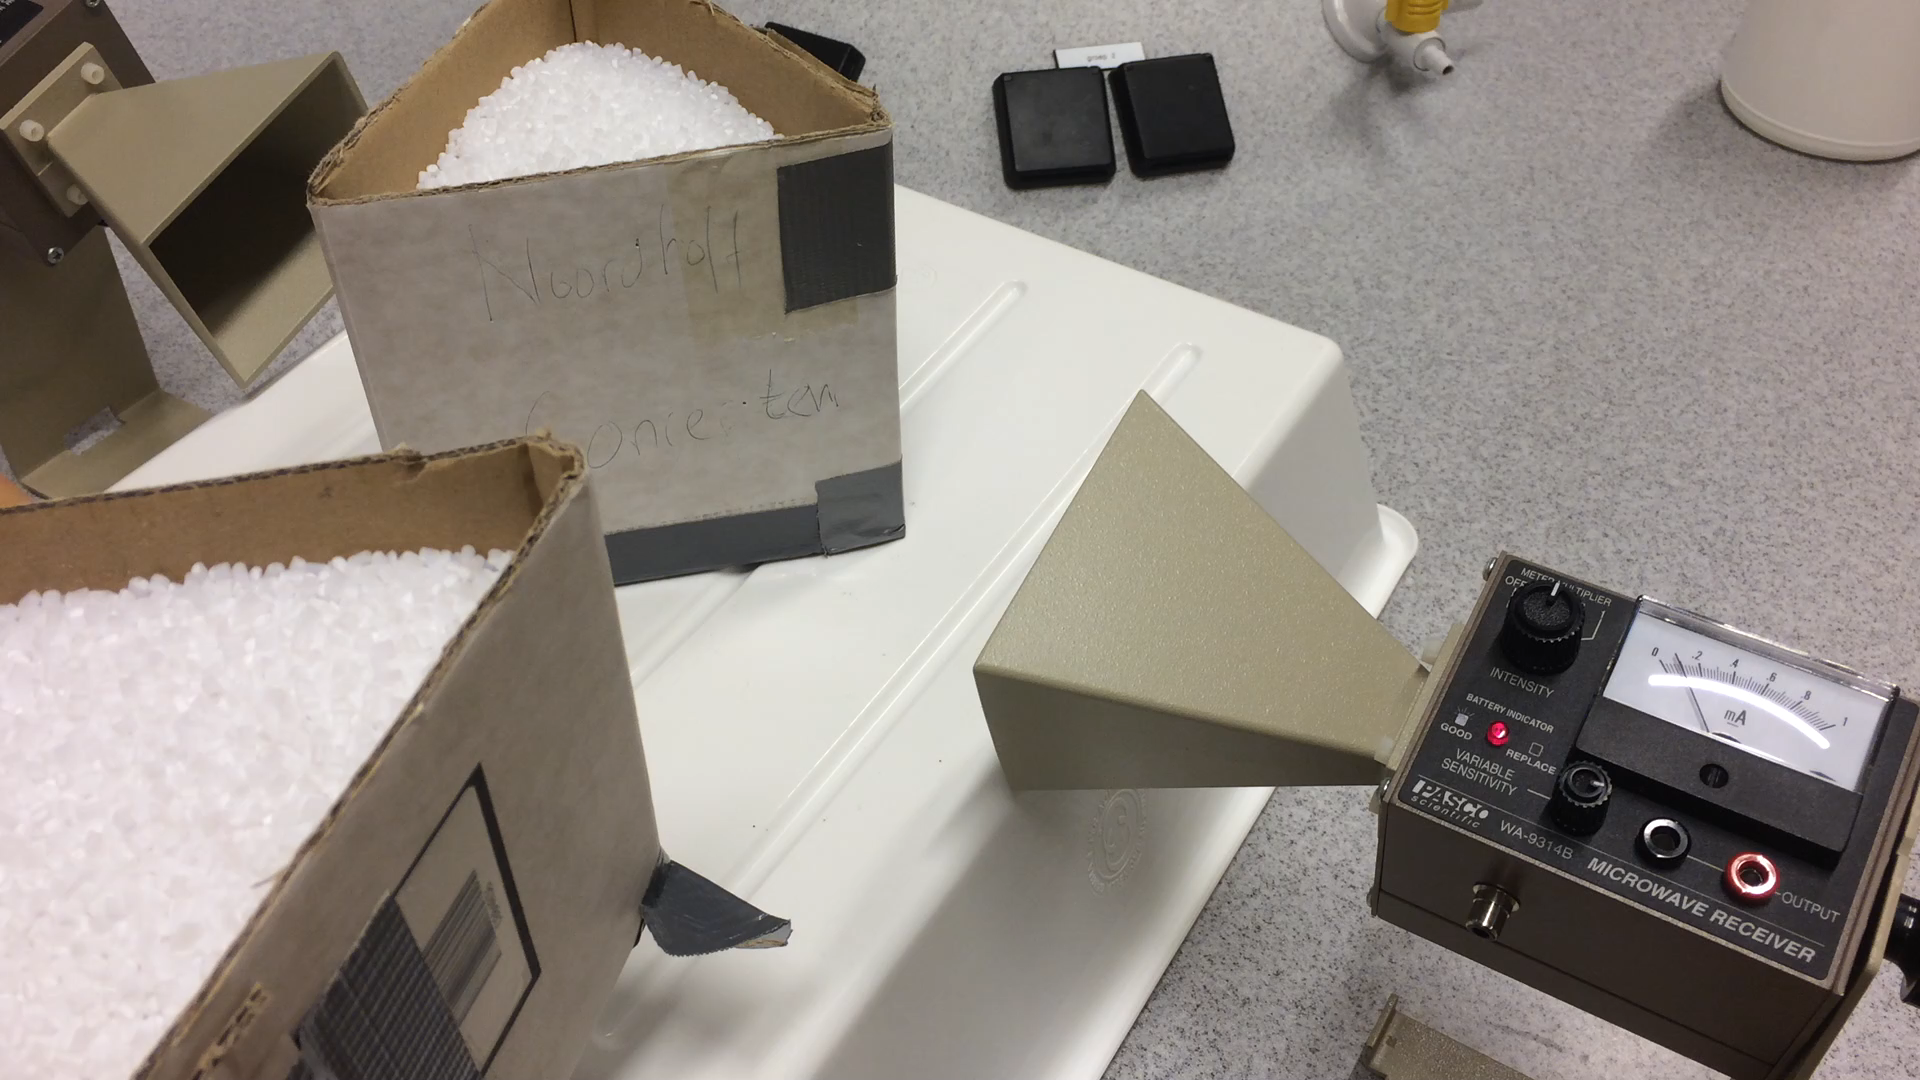 Noordhoff
METER MULTIPLIER
OFF
1
INTENSITY
BATTERY INDICATOR
GOOD
REPLACE
VARIABLE
SENSITIVITY
0 .2 .4 .6 .8 1
mA
PASCO
scientific
WA-9314B
MICROWAVE RECEIVER
OUTPUT